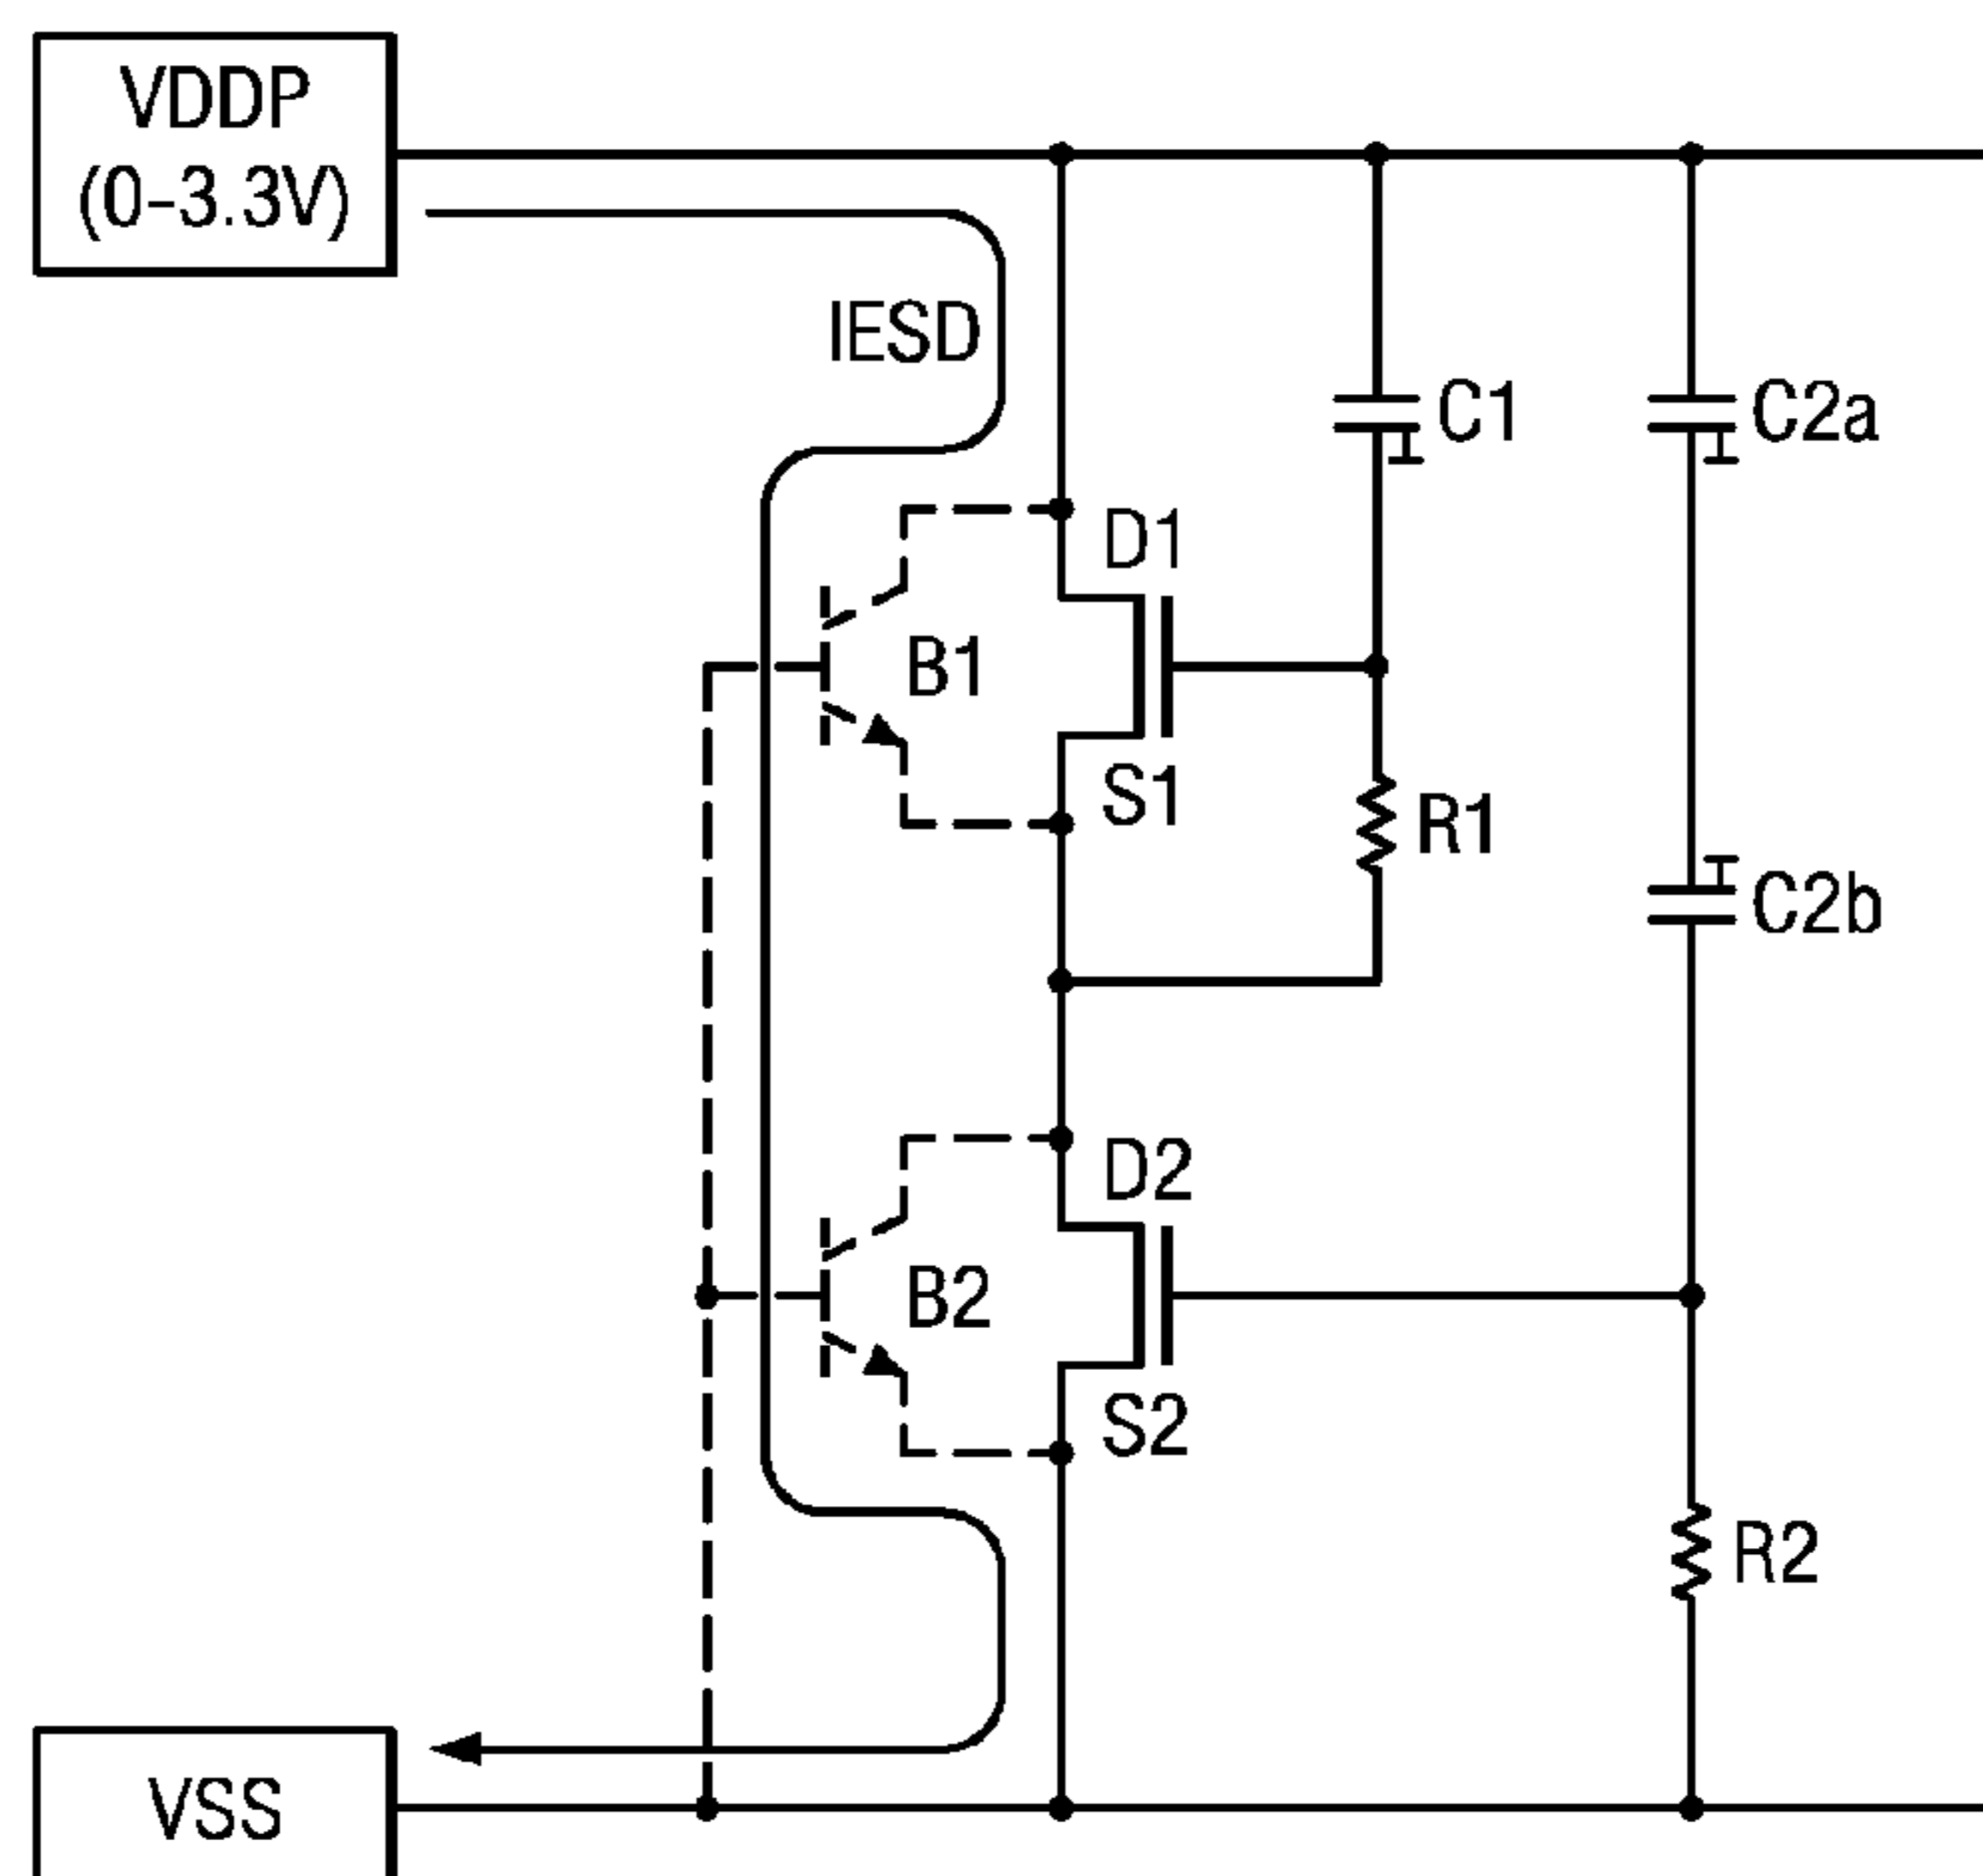 VDDP
(0-3.3V)
IESD
C1
C2a
D1
B1
S1
R1
C2b
D2
B2
S2
R2
VSS